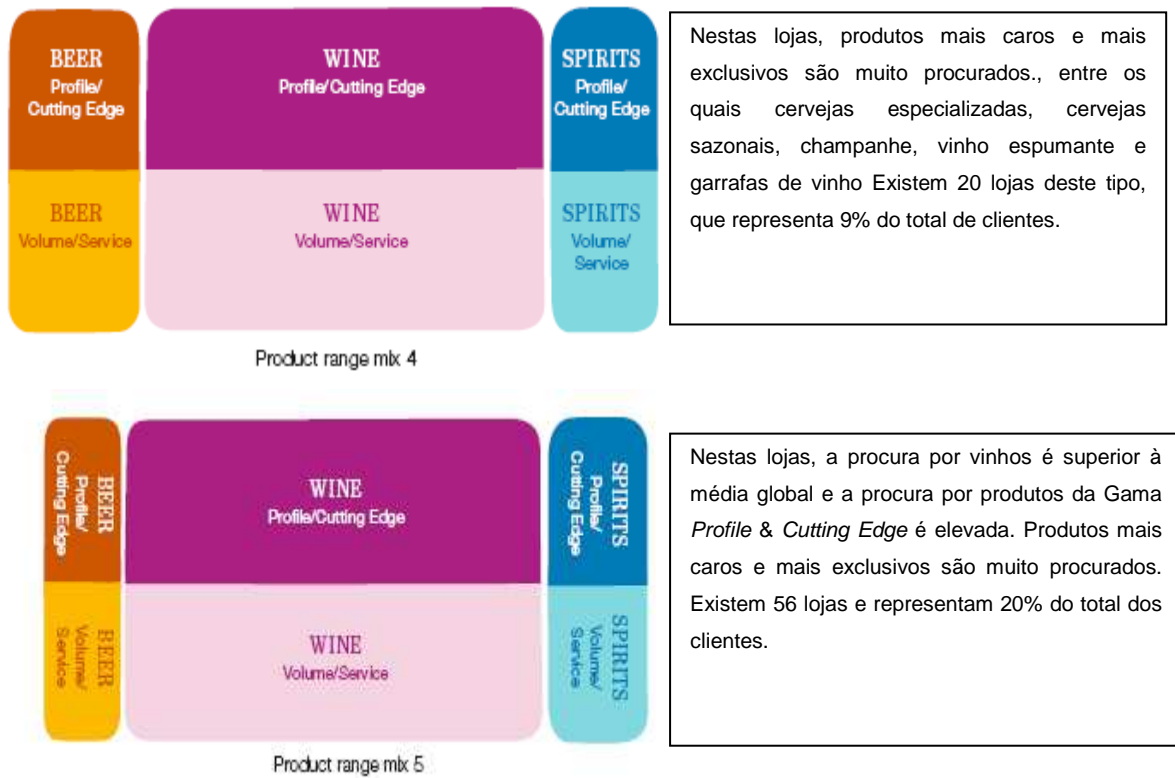 BEER
Profile/
Cutting Edge
WINE
Profile/Cutting Edge
SPIRITS
Profile/
Cutting Edge
BEER
Volume/Service
WINE
Volume/Service
SPIRITS
Volume/
Service
Product range mix 4
Nestas lojas, produtos mais caros e mais
exclusivos são muito procurados., entre os
quais cervejas especializadas, cervejas
sazonais, champanhe, vinho espumante e
garrafas de vinho Existem 20 lojas deste tipo,
que representa 9% do total de clientes.
BEER
Profile/
Cutting Edge
WINE
Profile/Cutting Edge
SPIRITS
Profile/
Cutting Edge
BEER
Volume/
Service
WINE
Volume/Service
SPIRITS
Volume/
Service
Product range mix 5
Nestas lojas, a procura por vinhos é superior à
média global e a procura por produtos da Gama
Profile & Cutting Edge é elevada. Produtos mais
caros e mais exclusivos são muito procurados.
Existem 56 lojas e representam 20% do total dos
clientes.